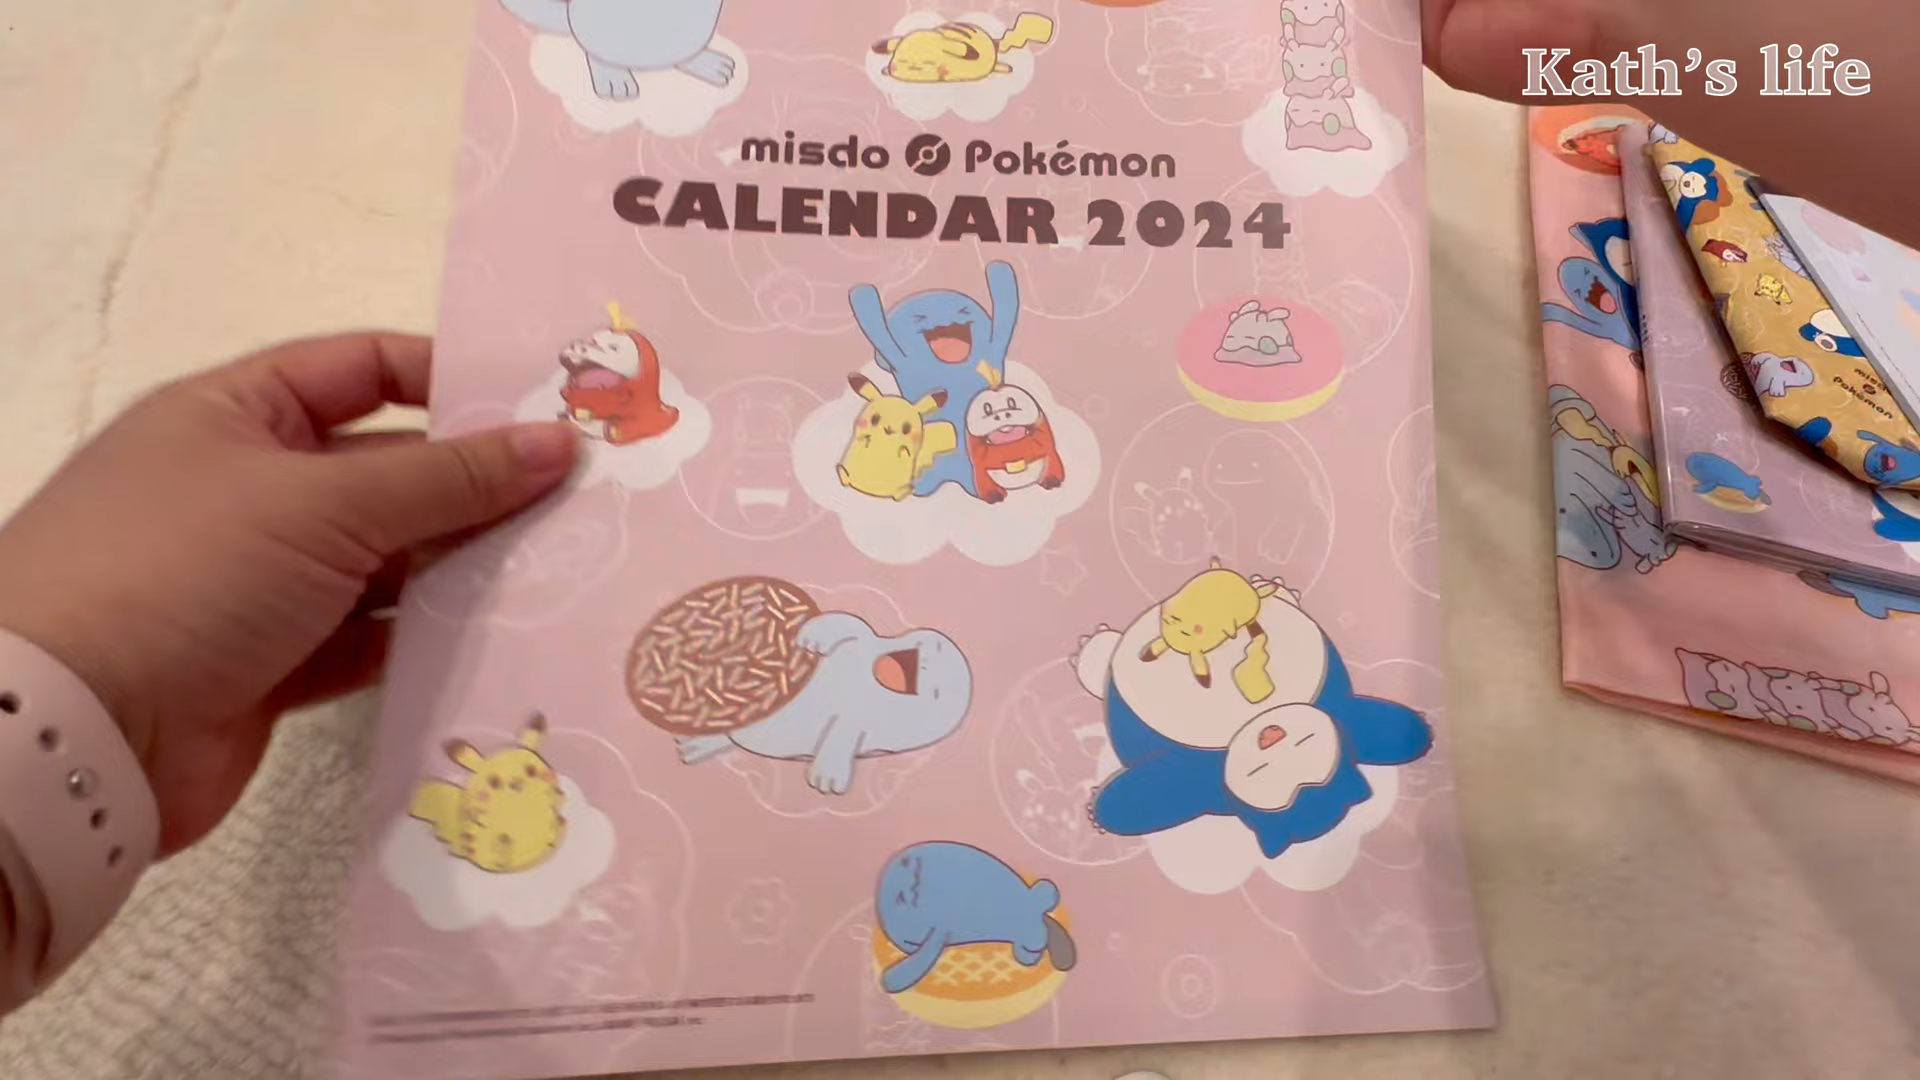 Kath's life
misdo Pokémon
CALENDAR 2024
misdo
Pokémon